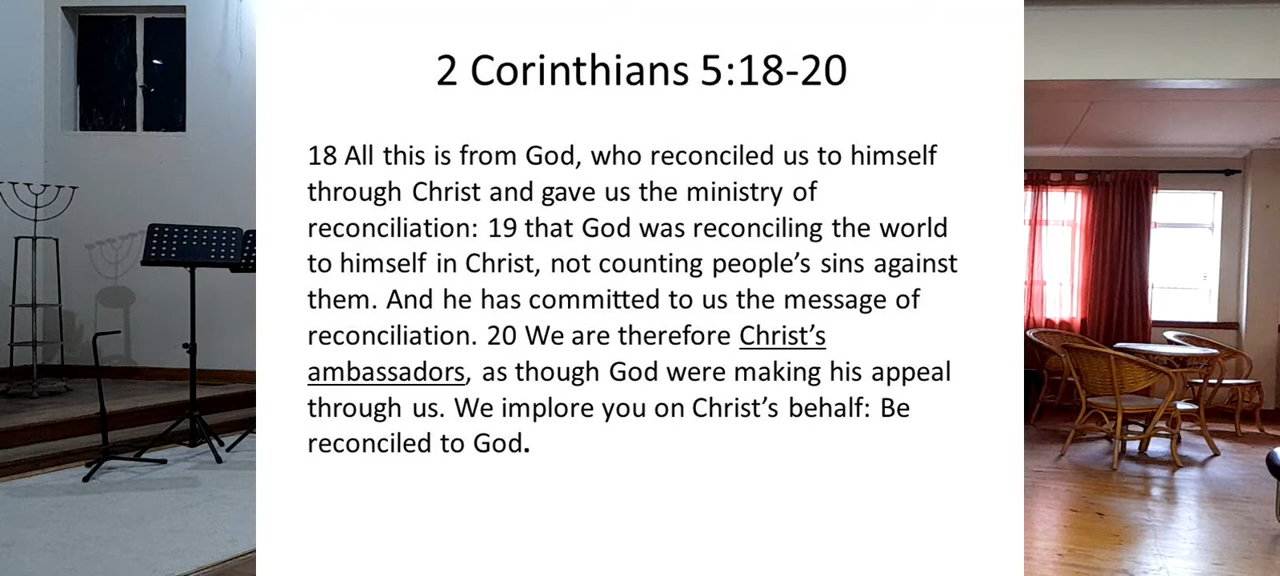 2 Corinthians 5:18-20
18 All this is from God, who reconciled us to himself
through Christ and gave us the ministry of
reconciliation: 19 that God was reconciling the world
to himself in Christ, not counting people’s sins against
them. And he has committed to us the message of
reconciliation. 20 We are therefore Christ’s
ambassadors, as though God were making his appeal
through us. We implore you on Christ’s behalf: Be
reconciled to God.